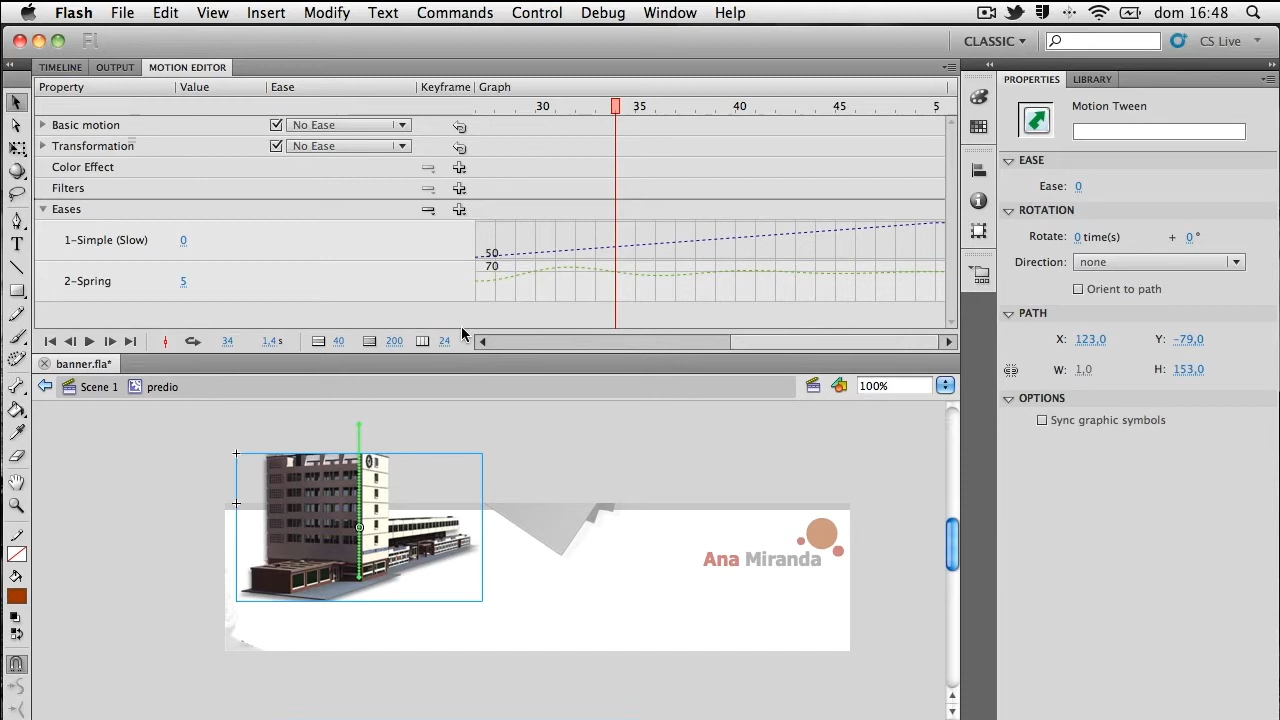 Flash File Edit View Insert Modify Text Commands Control Debug Window Help dom 16:48
Fl CLASSIC CS Live
TIMELINE OUTPUT MOTION EDITOR PROPERTIES LIBRARY
Property Value Ease Keyframe Graph
30 35 40 45 5
Motion Tween
Basic motion No Ease
Transformation No Ease
Color Effect
Filters
Eases
1-Simple (Slow) 0
50
70
2-Spring 5
EASE
Ease: 0
ROTATION
Rotate: 0 time(s) + 0 °
Direction: none
Orient to path
PATH
X: 123,0 Y: -79,0
W: 1,0 H: 153,0
OPTIONS
Sync graphic symbols
34 1,4 s 40 200 24
banner.fla*
Scene 1 predio 100%
Ana Miranda